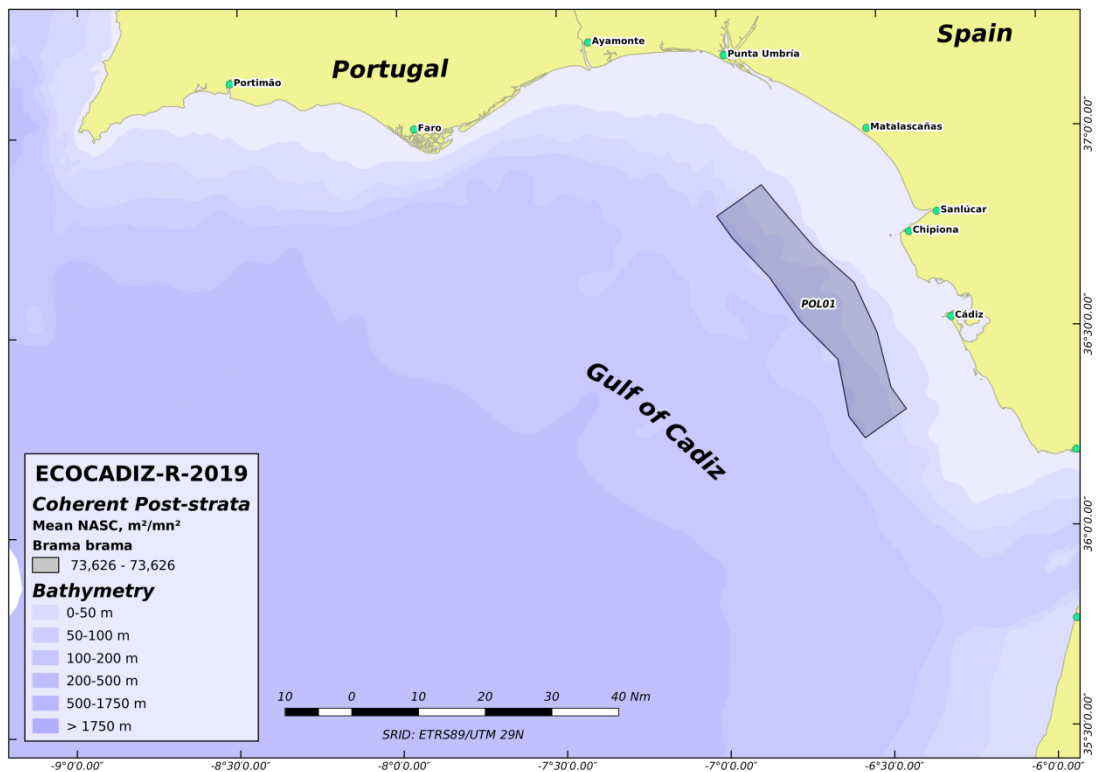 Spain
Portugal
Ayamonte
Punta Umbría
Portimão
Faro
Matalascañas
Sanlúcar
Chipiona
POL01
Cádiz
Gulf of Cadiz
37°0'0.00″
36°30'0.00″
36°0'0.00″
35°30'0.00″
ECOCADIZ-R-2019
Coherent Post-strata
Mean NASC, m²/mn²
Brama brama
73,626 - 73,626
Bathymetry
0-50 m
50-100 m
100-200 m
200-500 m
500-1750 m
> 1750 m
10 0 10 20 30 40 Nm
SRID: ETRS89/UTM 29N
-9°0'0.00″ -8°30'0.00″ -8°0'0.00″ -7°30'0.00″ -7°0'0.00″ -6°30'0.00″ -6°0'0.00″